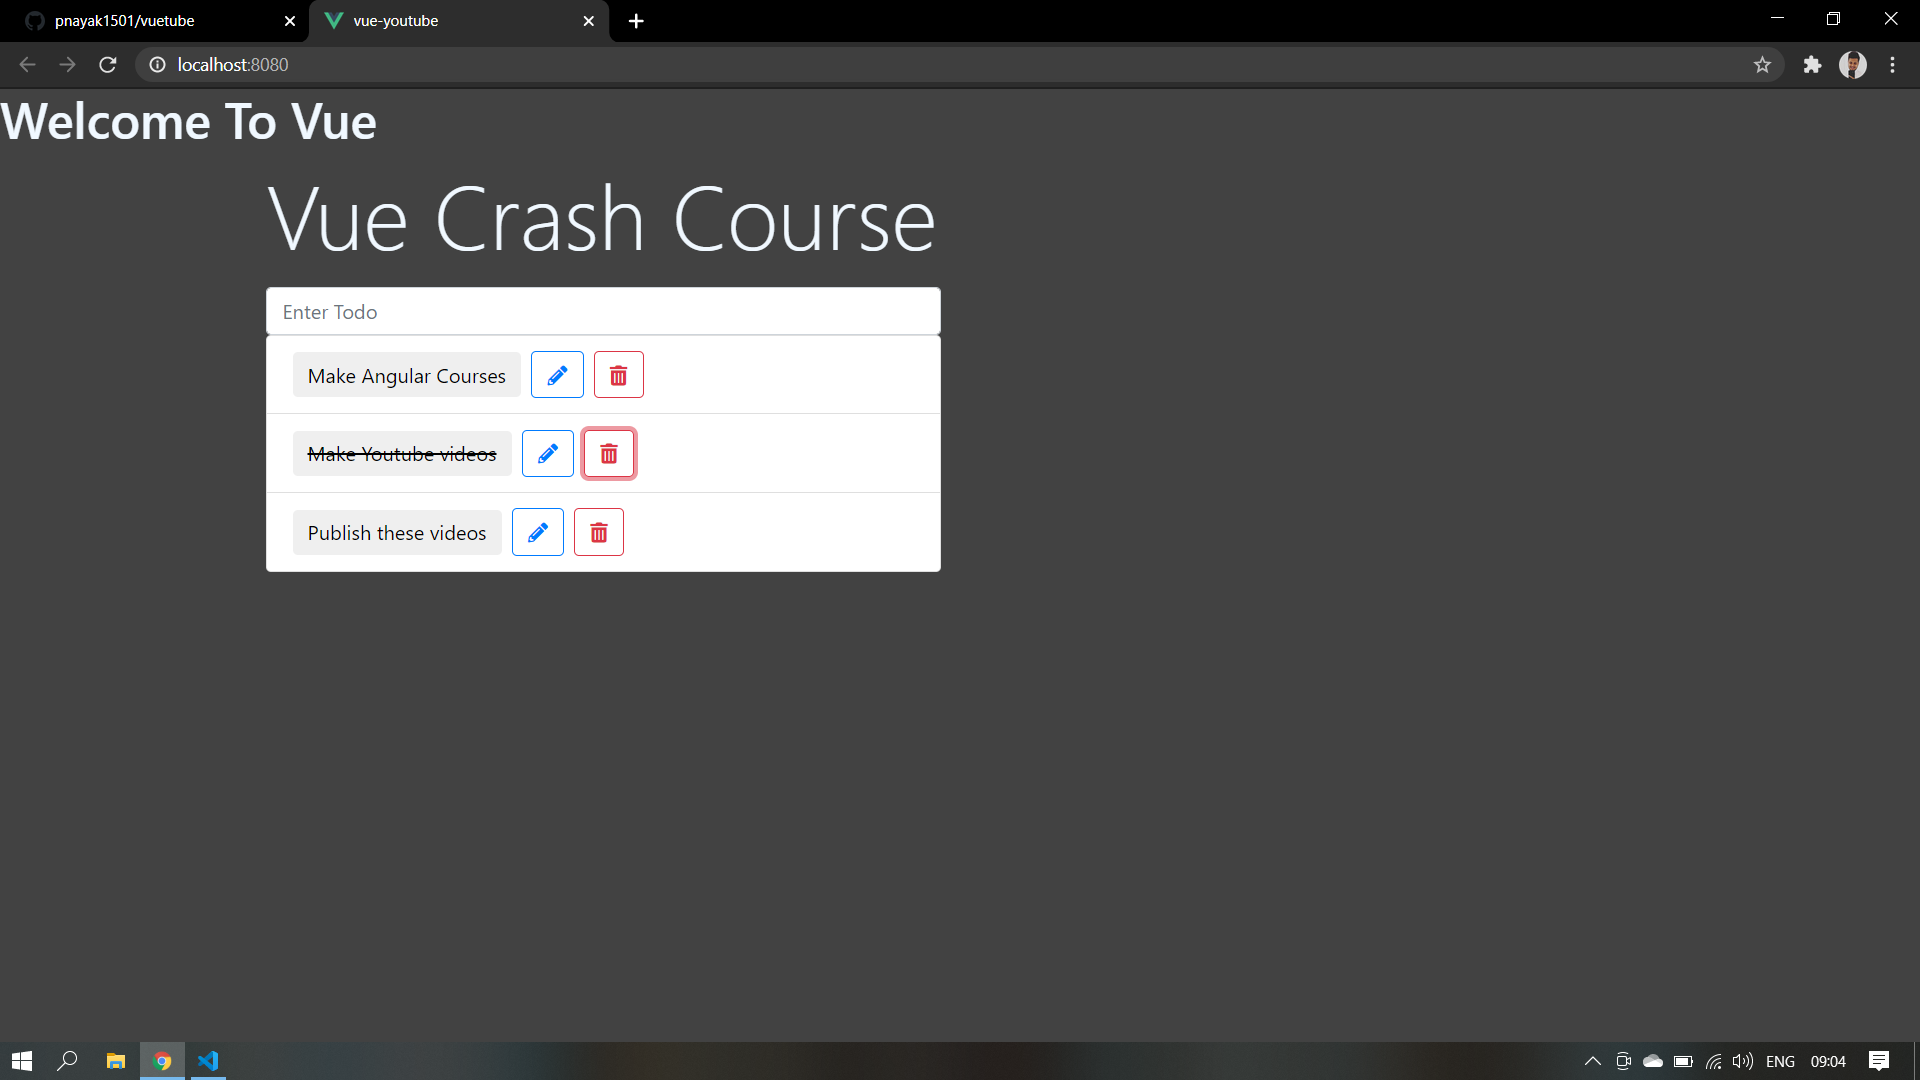 pnayak1501/vuetube
vue-youtube
localhost:8080
Welcome To Vue
Vue Crash Course
Enter Todo
Make Angular Courses
Make Youtube videos
Publish these videos
ENG
09:04